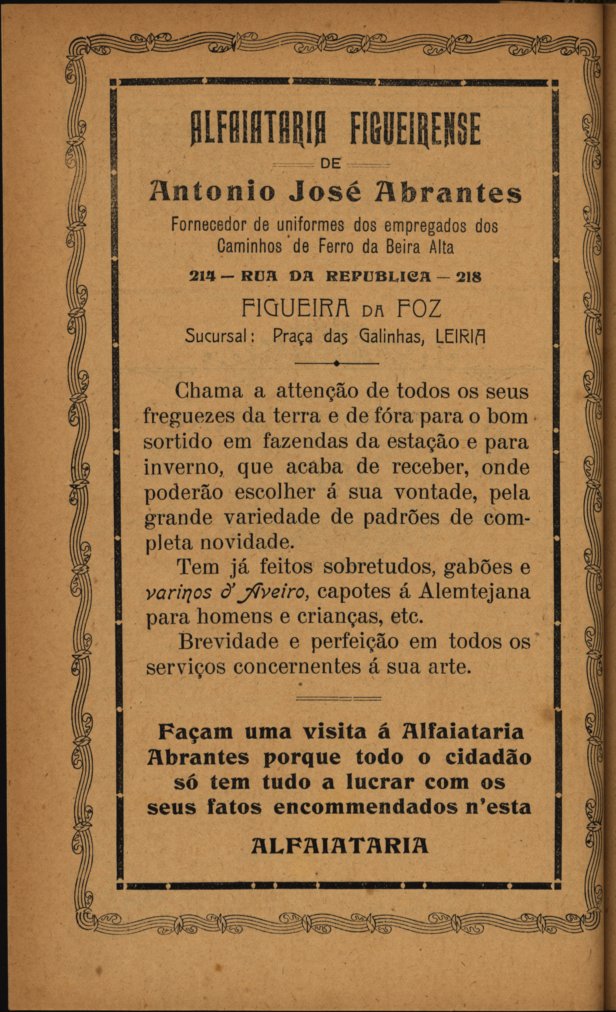 ALFAIATARIA FIGUEIRENSE
DE
Antonio José Abrantes
Fornecedor de uniformes dos empregados dos
Caminhos de Ferro da Beira Alta
214 — RUA DA REPUBLICA — 218
FIGUEIRA DA FOZ
Sucursal: Praça das Galinhas, LEIRIA
Chama a attenção de todos os seus
freguezes da terra e de fóra para o bom
sortido em fazendas da estação e para
inverno, que acaba de receber, onde
poderão escolher á sua vontade, pela
grande variedade de padrões de com-
pleta novidade.
Tem já feitos sobretudos, gabões e
varinos d'Aveiro, capotes á Alemtejana
para homens e crianças, etc.
Brevidade e perfeição em todos os
serviços concernentes á sua arte.
Façam uma visita á Alfaiataria
Abrantes porque todo o cidadão
só tem tudo a lucrar com os
seus fatos encommendados n'esta
ALFAIATARIA